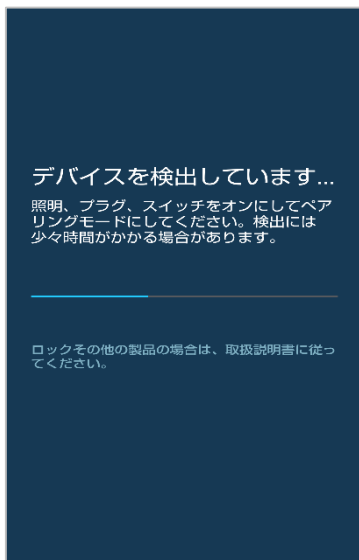 デバイスを検出しています...
照明、プラグ、スイッチをオンにしてペア
リングモードにしてください。検出には
少々時間がかかる場合があります。
ロックその他の製品の場合は、取扱説明書に従っ
てください。